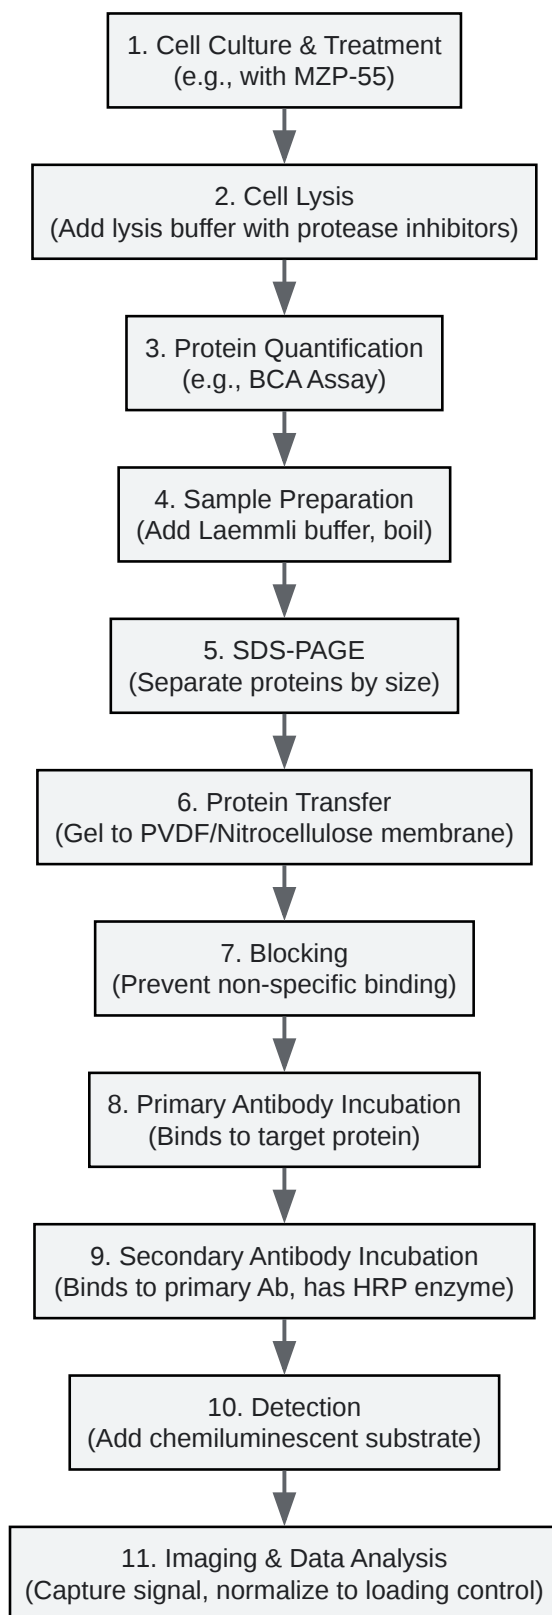 1. Cell Culture & Treatment
(e.g., with MZP-55)
2. Cell Lysis
(Add lysis buffer with protease inhibitors)
3. Protein Quantification
(e.g., BCA Assay)
4. Sample Preparation
(Add Laemmli buffer, boil)
5. SDS-PAGE
(Separate proteins by size)
6. Protein Transfer
(Gel to PVDF/Nitrocellulose membrane)
7. Blocking
(Prevent non-specific binding)
8. Primary Antibody Incubation
(Binds to target protein)
9. Secondary Antibody Incubation
(Binds to primary Ab, has HRP enzyme)
10. Detection
(Add chemiluminescent substrate)
11. Imaging & Data Analysis
(Capture signal, normalize to loading control)